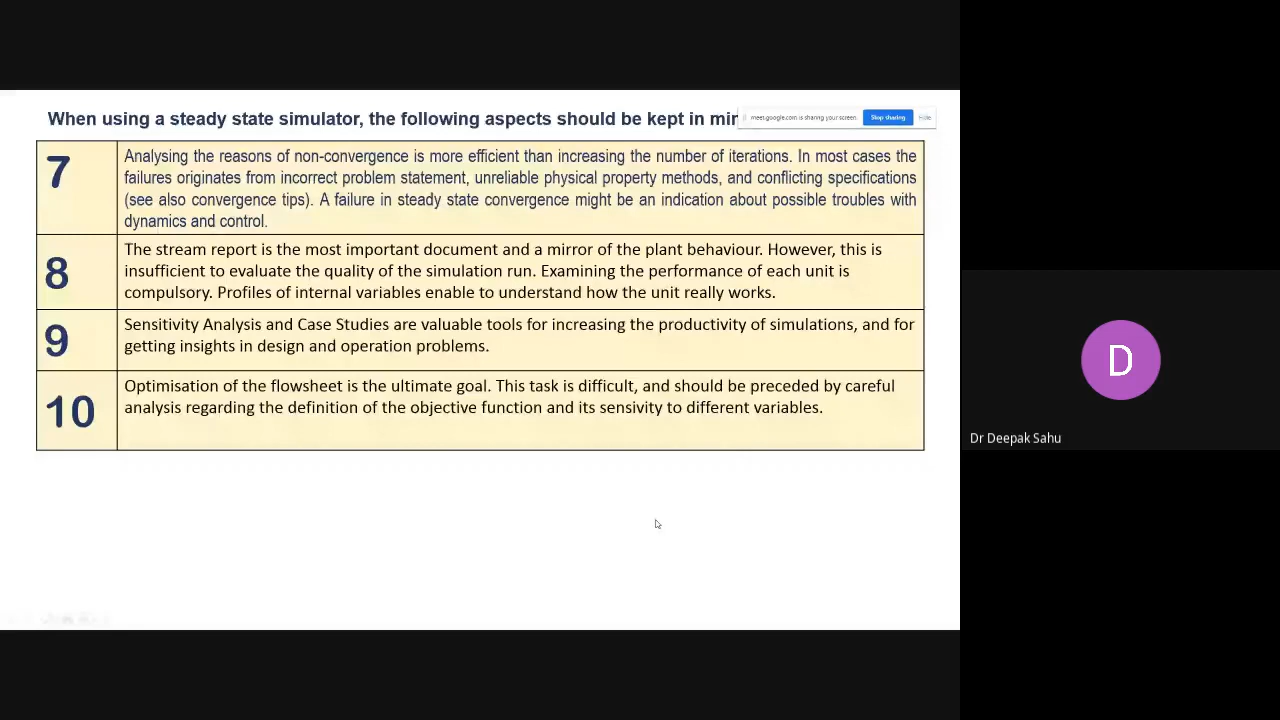 When using a steady state simulator, the following aspects should be kept in min
meet.google.com is sharing your screen.
Stop sharing
Hide
7
Analysing the reasons of non-convergence is more efficient than increasing the number of iterations. In most cases the
failures originates from incorrect problem statement, unreliable physical property methods, and conflicting specifications
(see also convergence tips). A failure in steady state convergence might be an indication about possible troubles with
dynamics and control.
8
The stream report is the most important document and a mirror of the plant behaviour. However, this is
insufficient to evaluate the quality of the simulation run. Examining the performance of each unit is
compulsory. Profiles of internal variables enable to understand how the unit really works.
9
Sensitivity Analysis and Case Studies are valuable tools for increasing the productivity of simulations, and for
getting insights in design and operation problems.
10
Optimisation of the flowsheet is the ultimate goal. This task is difficult, and should be preceded by careful
analysis regarding the definition of the objective function and its sensivity to different variables.
D
Dr Deepak Sahu